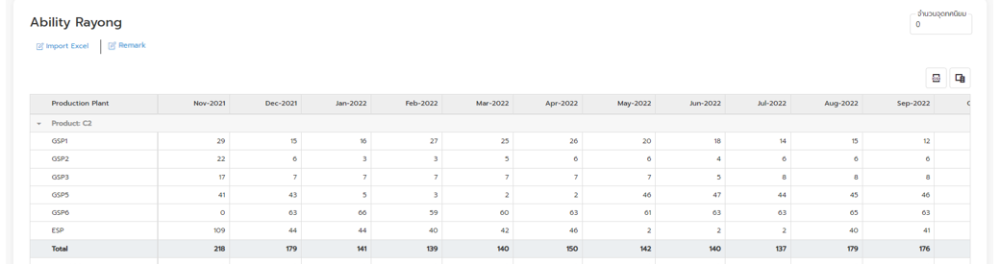 Ability Rayong
จำนวนจุดทศนิยม
0
Import Excel Remark
Production Plant Nov-2021 Dec-2021 Jan-2022 Feb-2022 Mar-2022 Apr-2022 May-2022 Jun-2022 Jul-2022 Aug-2022 Sep-2022
Product: C2
GSP1 29 15 16 27 25 26 20 18 14 15 12
GSP2 22 6 3 3 5 6 6 4 6 6 6
GSP3 17 7 7 7 7 7 7 5 8 8 8
GSP5 41 43 5 3 2 2 46 47 44 45 46
GSP6 0 63 66 59 60 63 61 63 63 65 63
ESP 109 44 44 40 42 46 2 2 2 40 41
Total 218 179 141 139 140 150 142 140 137 179 176